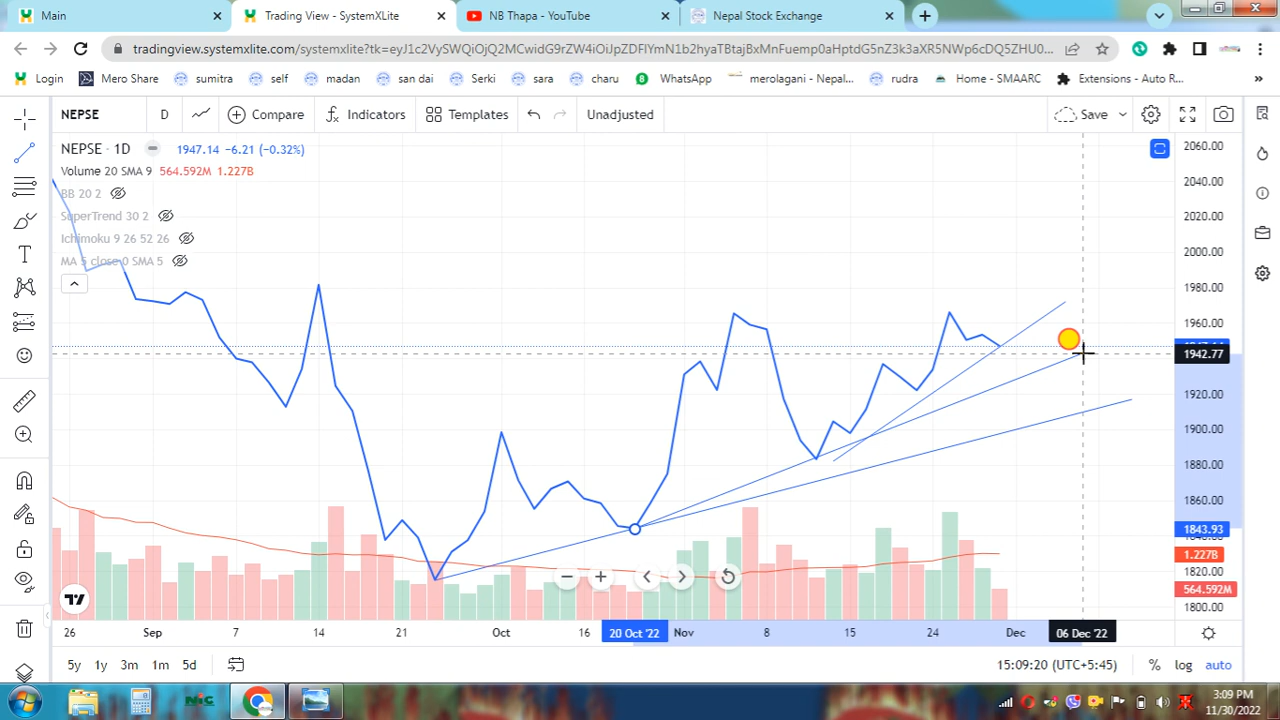 Main
Trading View - SystemXLite
NB Thapa - YouTube
Nepal Stock Exchange
tradingview.systemxlite/systemxlite?tk=eyJ1c2VySWQiOjQ2MCwidG9rZW4iOiJpZDFlYmN1b2hyaTBtajBxMnFuemp0aHptdG5nZ3k3aXR5NWp6cDQ5ZHU0...
Login
Mero Share
sumitra
self
madan
san dai
Serki
sara
charu
WhatsApp
merolagani - Nepal...
rudra
Home - SMAARC
Extensions - Auto R...
»
NEPSE
D
Compare
Indicators
Templates
Unadjusted
Save
NEPSE · 1D
1947.14 −6.21 (−0.32%)
Volume 20 SMA 9 564.592M 1.227B
BB 20 2
SuperTrend 30 2
Ichimoku 9 26 52 26
MA 5 close 0 SMA 5
2060.00
2040.00
2020.00
2000.00
1980.00
1960.00
1942.77
1920.00
1900.00
1880.00
1860.00
1843.93
1.227B
1820.00
564.592M
1800.00
26
Sep
7
14
21
Oct
16
20 Oct '22
Nov
8
15
24
Dec
06 Dec '22
5y
1y
3m
1m
5d
15:09:20 (UTC+5:45)
%
log
auto
NIC
3:09 PM
11/30/2022